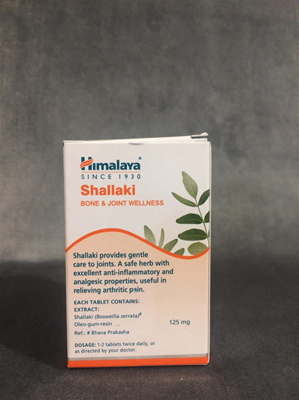 Himalaya
SINCE 1930
Shallaki
BONE & JOINT WELLNESS
Shallaki provides gentle
care to joints. A safe herb with
excellent anti-inflammatory and
analgesic properties, useful in
relieving arthritic pain.
EACH TABLET CONTAINS:
EXTRACT:
Shallaki (Boswellia serrata)#
Oleo-gum-resin ... 125 mg
Ref.: # Bhava Prakasha
DOSAGE: 1-2 tablets twice daily, or
as directed by your doctor.